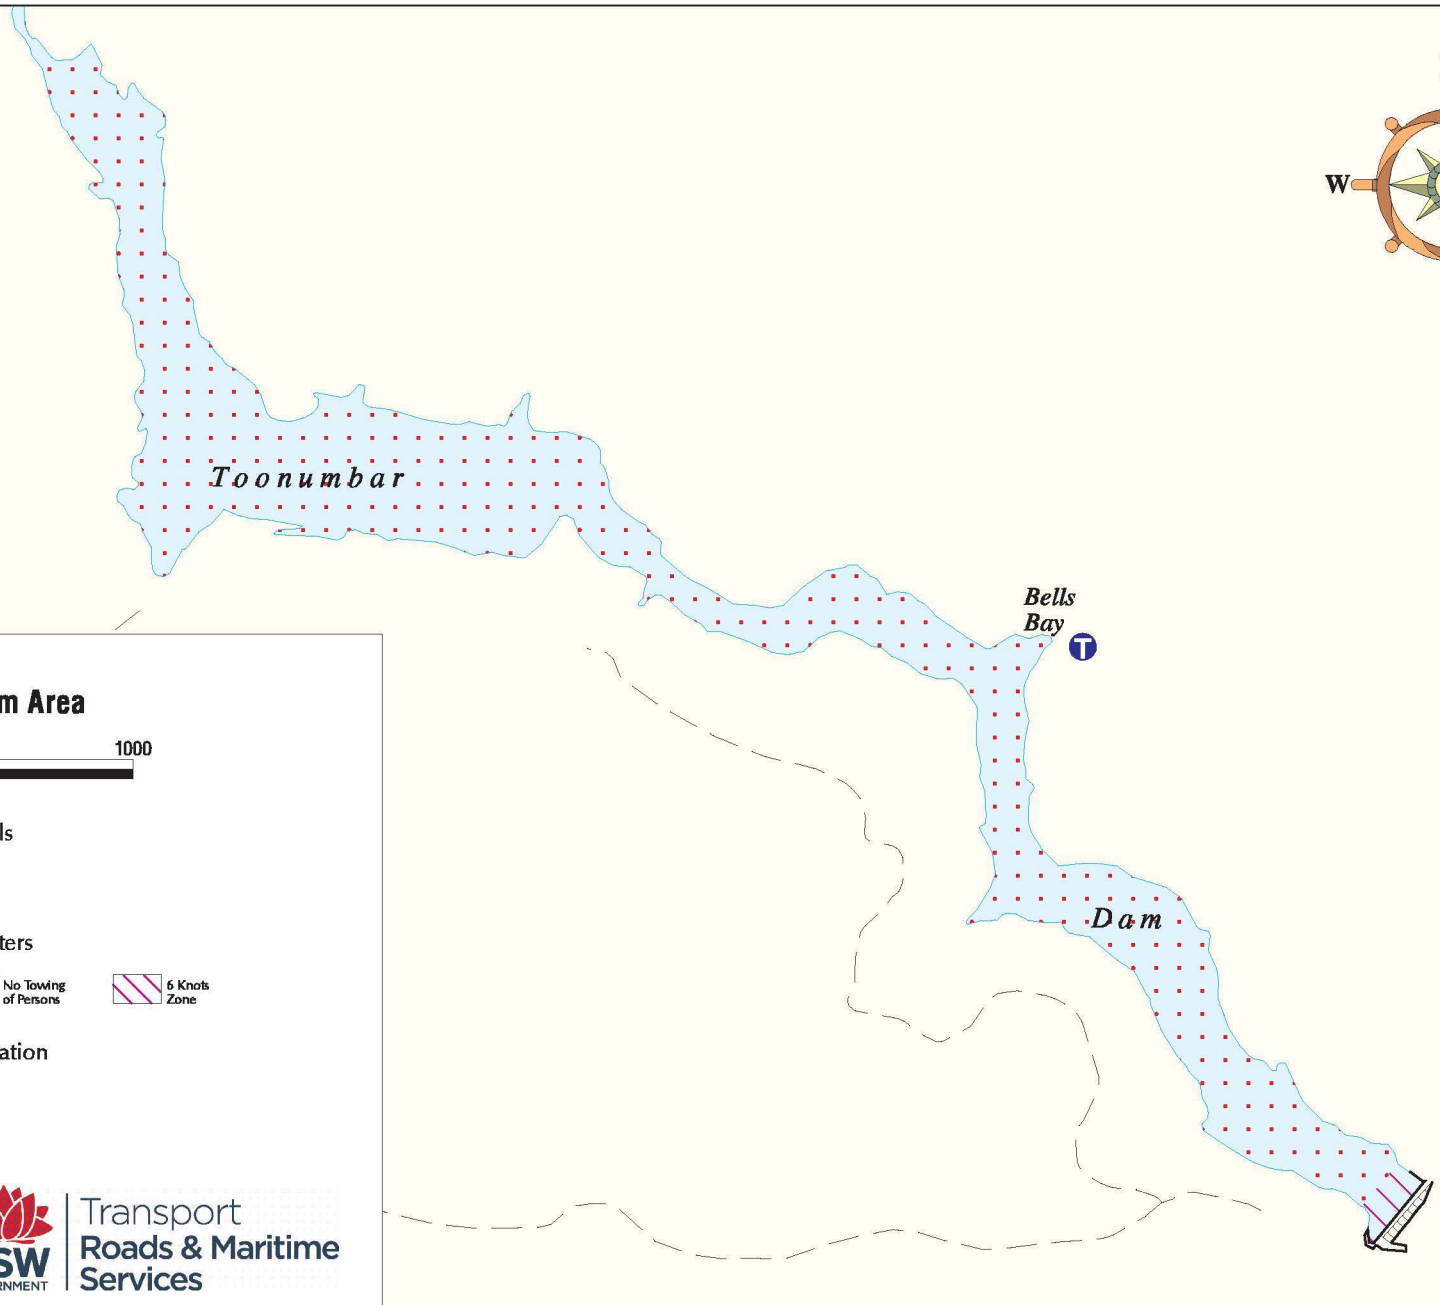 W
Toonumbar
Bells
Bay
T
Dam
m Area
1000
ls
ters
No Towing
of Persons
6 Knots
Zone
ation
SW
RNMENT
Transport
Roads & Maritime
Services